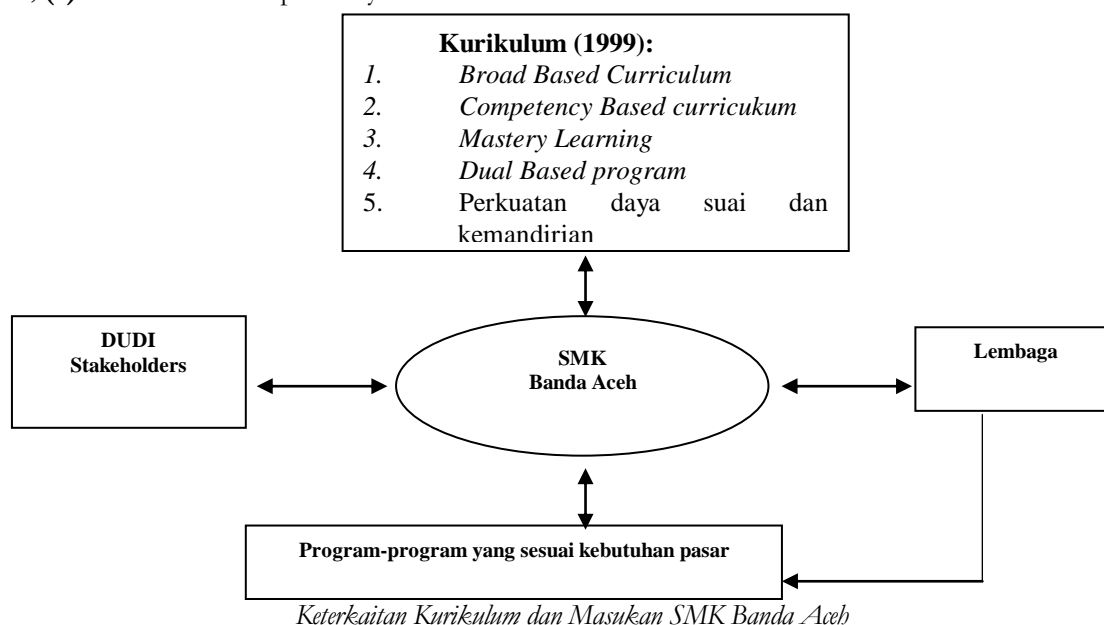 Kurikulum (1999):
1. Broad Based Curriculum
2. Competency Based curricukum
3. Mastery Learning
4. Dual Based program
5. Perkuatan daya suai dan
kemandirian
DUDI
Stakeholders
SMK
Banda Aceh
Lembaga
Program-program yang sesuai kebutuhan pasar
Keterkaitan Kurikulum dan Masukan SMK Banda Aceh